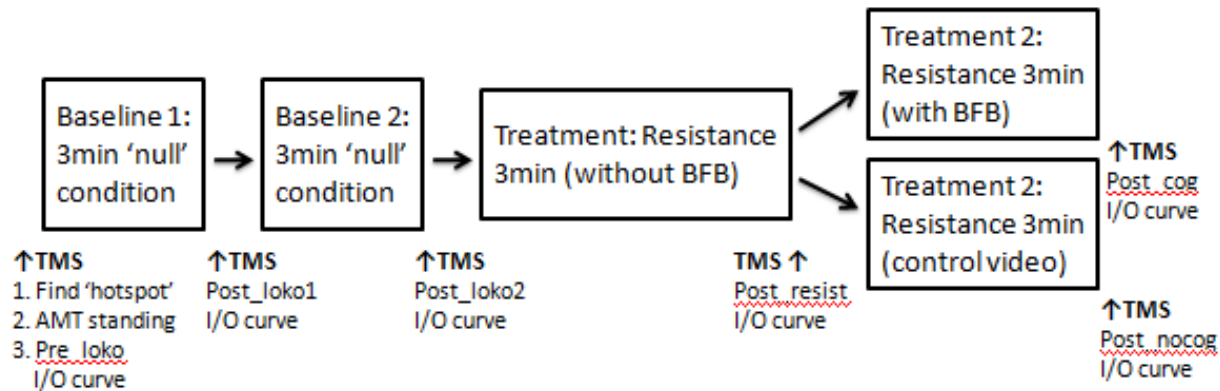 Baseline 1:
3min ‘null’
condition
Baseline 2:
3min ‘null’
condition
Treatment: Resistance
3min (without BFB)
Treatment 2:
Resistance 3min
(with BFB)
Treatment 2:
Resistance 3min
(control video)
↑TMS
1. Find ‘hotspot’
2. AMT standing
3. Pre_loko
I/O curve
↑TMS
Post_loko1
I/O curve
↑TMS
Post_loko2
I/O curve
TMS ↑
Post_resist
I/O curve
↑TMS
Post_cog
I/O curve
↑TMS
Post_nocog
I/O curve